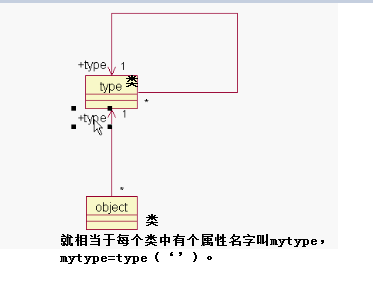 +type 1
类
type
*
+type 1
*
object
类
就相当于每个类中有个属性名字叫mytype，
mytype=type（‘’）。